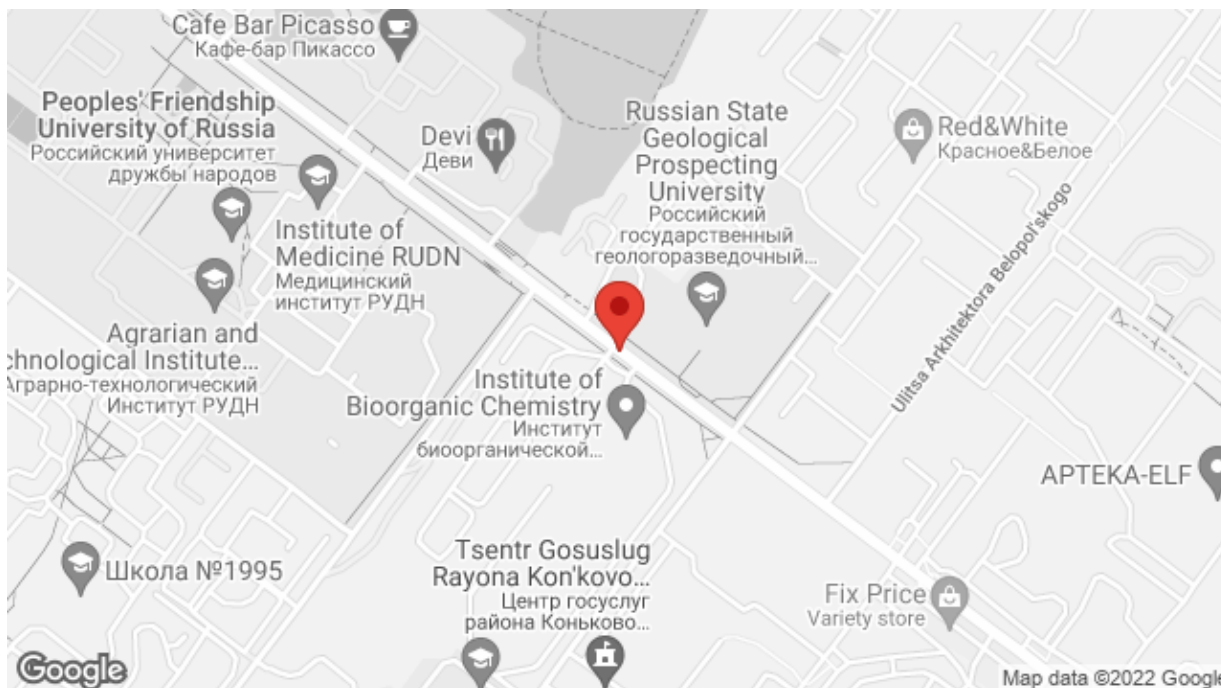 Cafe Bar Picasso
Кафе-бар Пикассо
Peoples' Friendship
University of Russia
Российский университет
дружбы народов
Devi
Деви
Russian State
Geological
Prospecting
University
Российский
государственный
геологоразведочный...
Red&White
Красное&Белое
Institute of
Medicine RUDN
Медицинский
институт РУДН
Ulitsa Arkhitektora Belopol'skogo
Agrarian and
chnological Institute...
Аграрно-технологический
Институт РУДН
Institute of
Bioorganic Chemistry
Институт
биоорганической...
APTEKA-ELF
Школа №1995
Tsentr Gosuslug
Rayona Kon'kovo...
Центр госуслуг
района Коньково...
Fix Price
Variety store
Google
Map data ©2022 Google